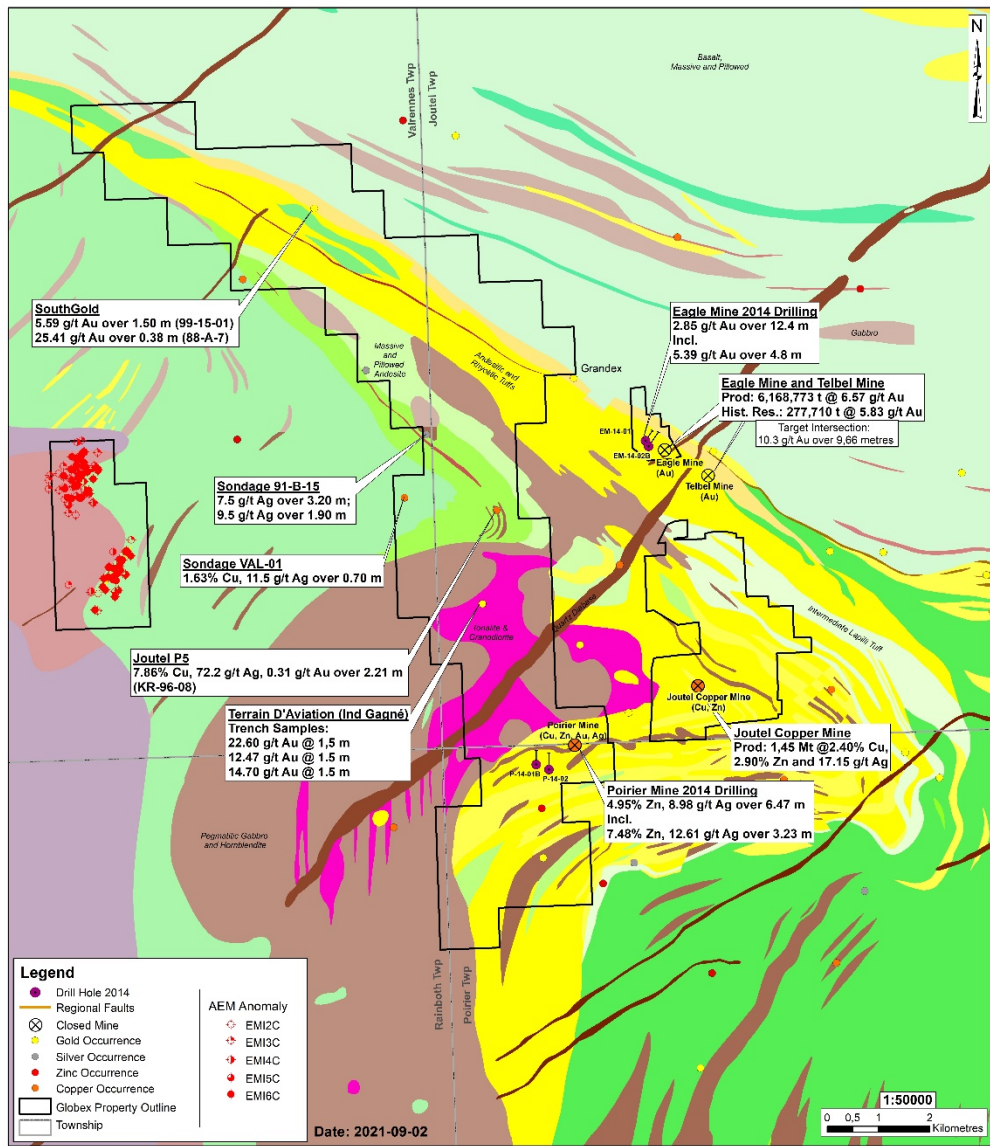 N
Basalt,
Massive and Pillowed
Valrennes Twp
Joutel Twp
SouthGold
5.59 g/t Au over 1.50 m (99-15-01)
25.41 g/t Au over 0.38 m (88-A-7)
Massive
and
Pillowed
Andesite
Andesitic and
Rhyolitic Tuffs
Grandex
Gabbro
Eagle Mine 2014 Drilling
2.85 g/t Au over 12.4 m
Incl.
5.39 g/t Au over 4.8 m
Eagle Mine and Telbel Mine
Prod: 6,168,773 t @ 6.57 g/t Au
Hist. Res.: 277,710 t @ 5.83 g/t Au
Target Intersection:
10.3 g/t Au over 9,66 metres
EM-14-01
EM-14-02B
Eagle Mine
(Au)
Telbel Mine
(Au)
Sondage 91-B-15
7.5 g/t Ag over 3.20 m;
9.5 g/t Ag over 1.90 m
Sondage VAL-01
1.63% Cu, 11.5 g/t Ag over 0.70 m
Tonalite &
Granodiorite
Quartz Diabase
Intermediate Lapilli Tuff
Joutel P5
7.86% Cu, 72.2 g/t Ag, 0.31 g/t Au over 2.21 m
(KR-96-08)
Terrain D'Aviation (Ind Gagné)
Trench Samples:
22.60 g/t Au @ 1,5 m
12.47 g/t Au @ 1.5 m
14.70 g/t Au @ 1.5 m
Joutel Copper Mine
(Cu, Zn)
Joutel Copper Mine
Prod: 1,45 Mt @2.40% Cu,
2.90% Zn and 17.15 g/t Ag
Poirier Mine
(Cu, Zn, Au, Ag)
P-14-01B
P-14-02
Poirier Mine 2014 Drilling
4.95% Zn, 8.98 g/t Ag over 6.47 m
Incl.
7.48% Zn, 12.61 g/t Ag over 3.23 m
Pegmatitic Gabbro
and Hornblendite
Rainboth Twp
Poirier Twp
Legend
Drill Hole 2014
Regional Faults
Closed Mine
Gold Occurrence
Silver Occurrence
Zinc Occurrence
Copper Occurrence
Globex Property Outline
Township
AEM Anomaly
EMI2C
EMI3C
EMI4C
EMI5C
EMI6C
Date: 2021-09-02
1:50000
0 0,5 1 2
Kilometres